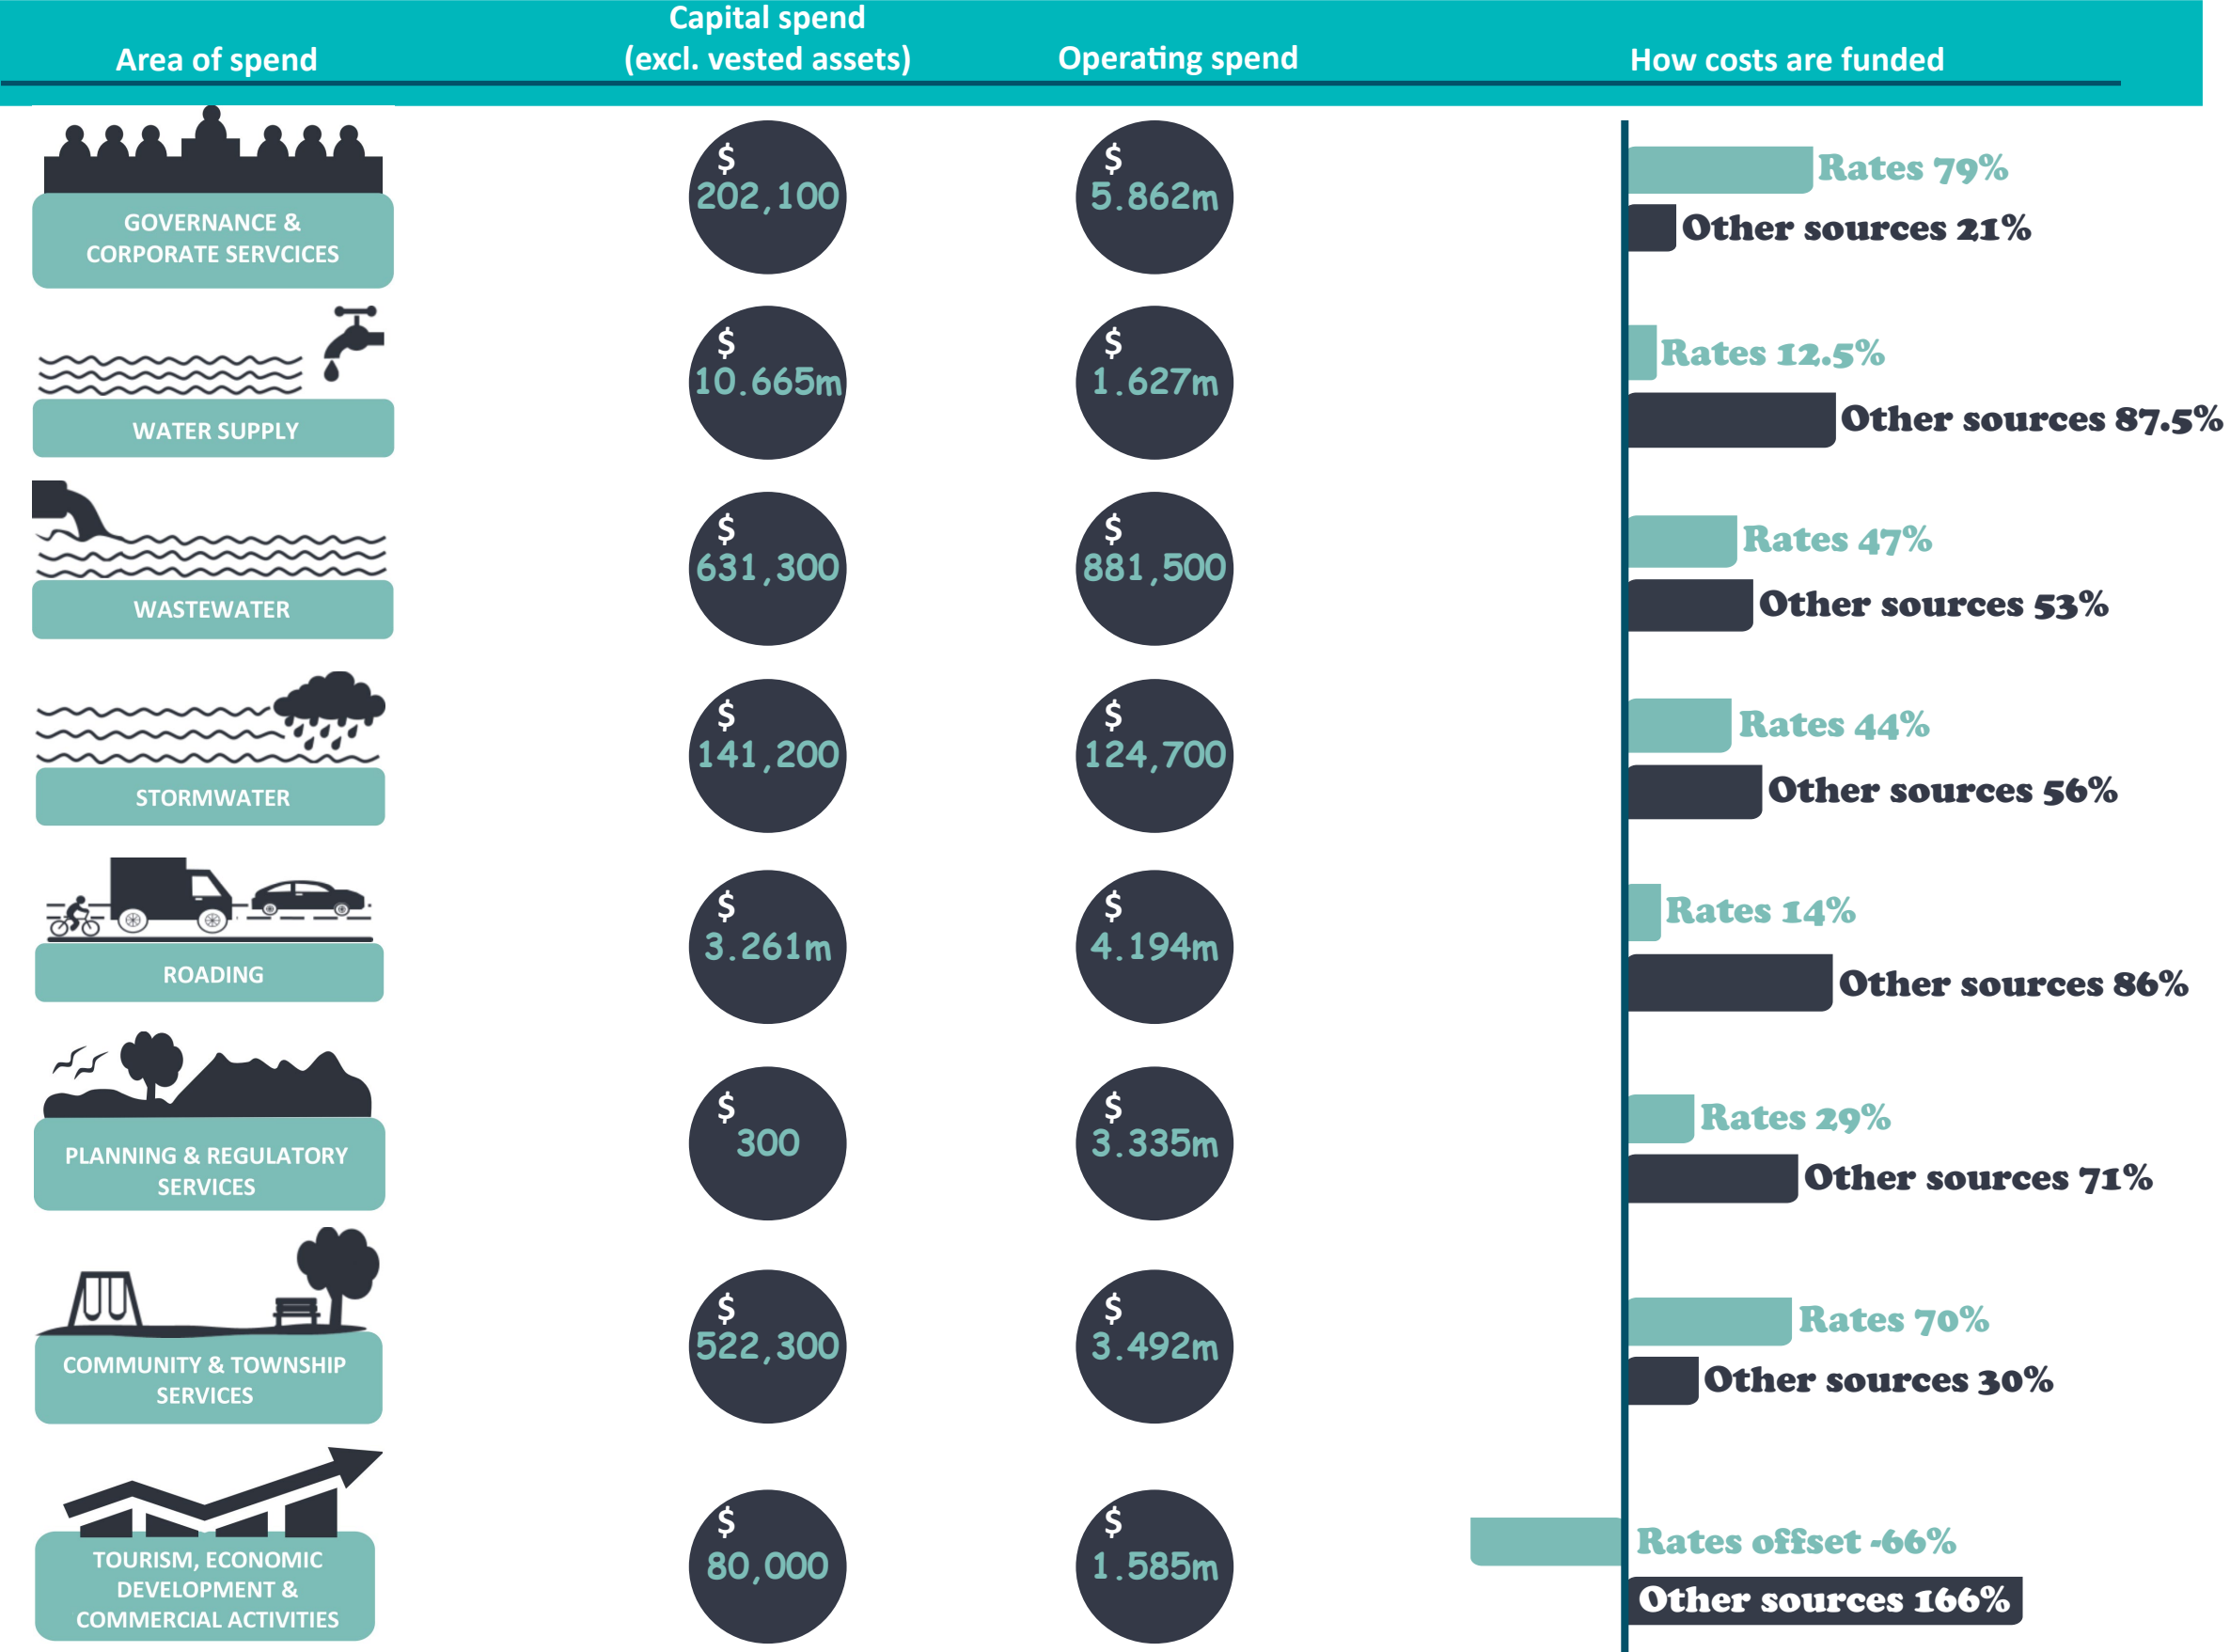 Area of spend
Capital spend
(excl. vested assets)
Operating spend
How costs are funded
GOVERNANCE &
CORPORATE SERVCICES
$
202,100
$
5.862m
Rates 79%
Other sources 21%
WATER SUPPLY
$
10.665m
$
1.627m
Rates 12.5%
Other sources 87.5%
WASTEWATER
$
631,300
$
881,500
Rates 47%
Other sources 53%
STORMWATER
$
141,200
$
124,700
Rates 44%
Other sources 56%
ROADING
$
3.261m
$
4.194m
Rates 14%
Other sources 86%
PLANNING & REGULATORY
SERVICES
$
300
$
3.335m
Rates 29%
Other sources 71%
COMMUNITY & TOWNSHIP
SERVICES
$
522,300
$
3.492m
Rates 70%
Other sources 30%
TOURISM, ECONOMIC
DEVELOPMENT &
COMMERCIAL ACTIVITIES
$
80,000
$
1.585m
Rates offset -66%
Other sources 166%